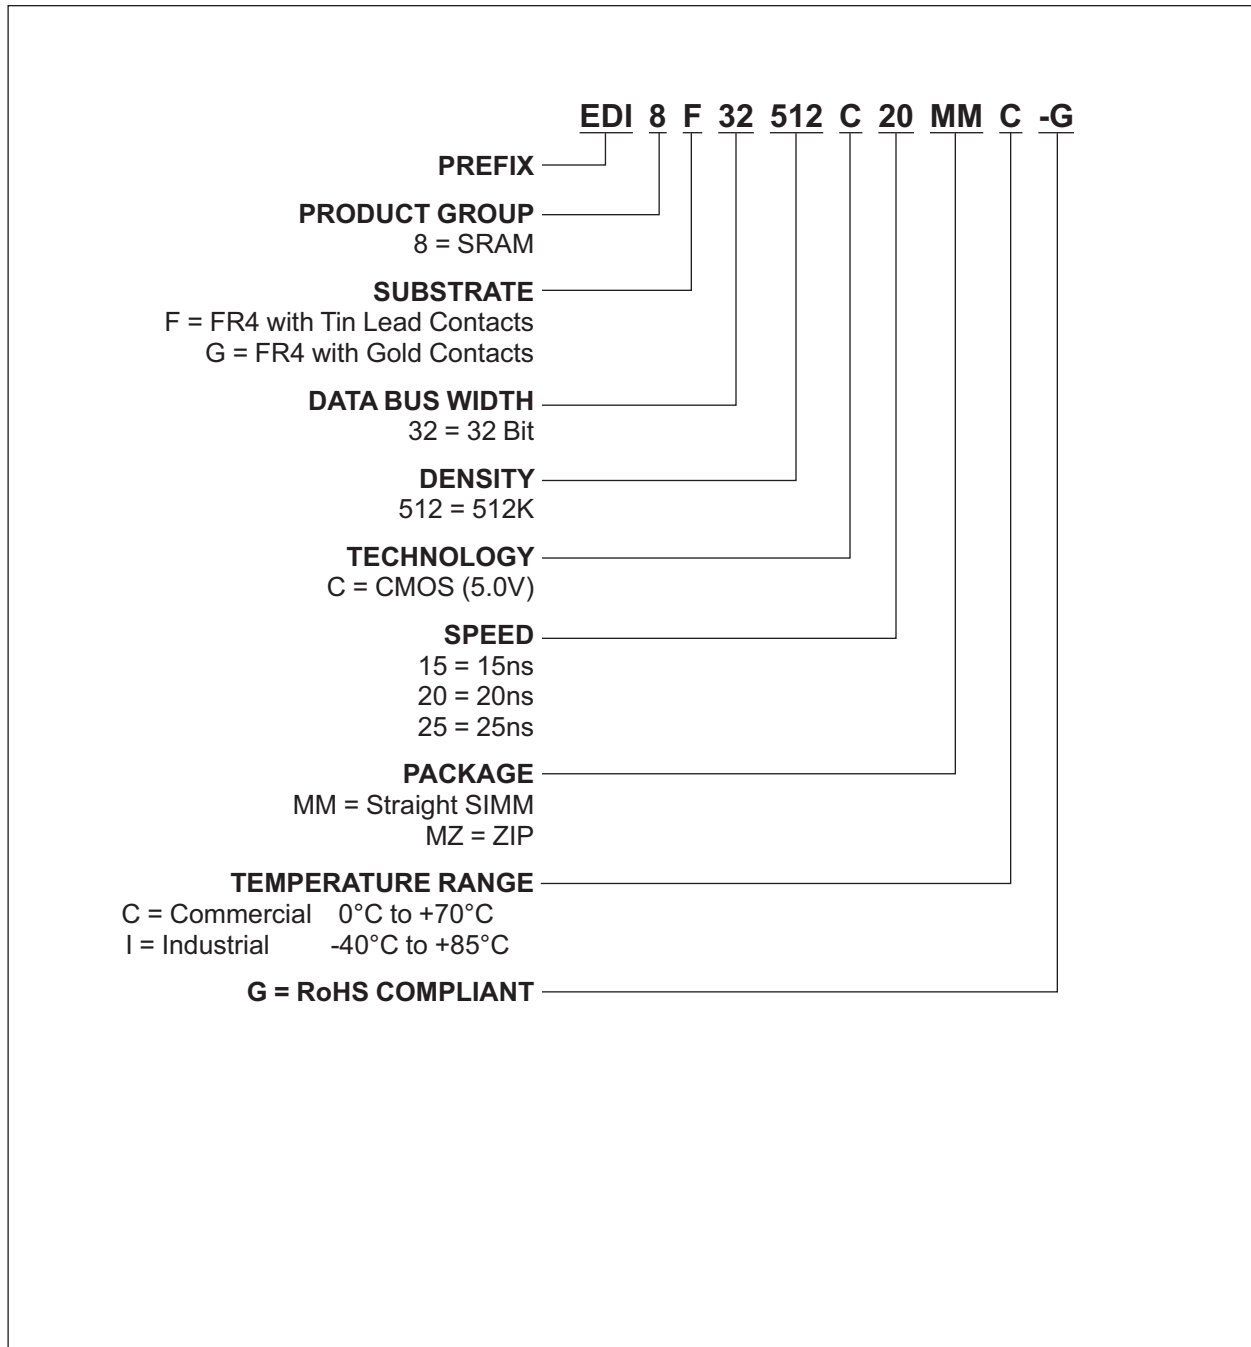 EDI 8 F 32 512 C 20 MM C -G
PREFIX
PRODUCT GROUP
8 = SRAM
SUBSTRATE
F = FR4 with Tin Lead Contacts
G = FR4 with Gold Contacts
DATA BUS WIDTH
32 = 32 Bit
DENSITY
512 = 512K
TECHNOLOGY
C = CMOS (5.0V)
SPEED
15 = 15ns
20 = 20ns
25 = 25ns
PACKAGE
MM = Straight SIMM
MZ = ZIP
TEMPERATURE RANGE
C = Commercial 0°C to +70°C
I = Industrial -40°C to +85°C
G = RoHS COMPLIANT